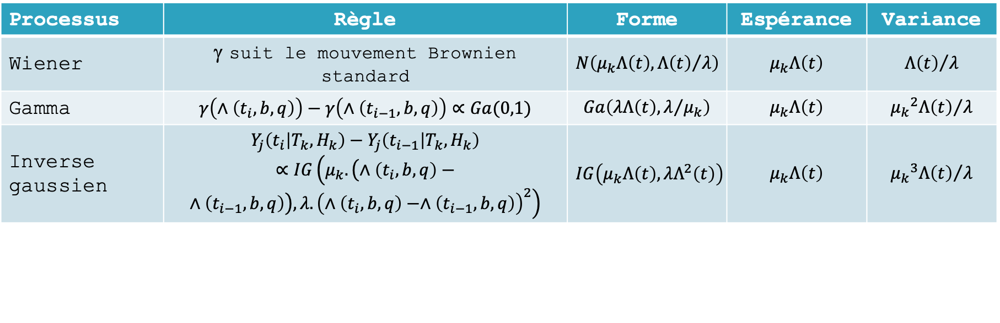 Processus Règle Forme Espérance Variance
Wiener
γ suit le mouvement Brownien
standard
N(μₖΛ(t), Λ(t)/λ) μₖΛ(t) Λ(t)/λ
Gamma γ(∧ (tᵢ, b, q)) − γ(∧ (tᵢ₋₁, b, q)) ∝ Ga(0,1) Ga(λΛ(t), λ/μₖ) μₖΛ(t) μₖ²Λ(t)/λ
Inverse
gaussien
Yⱼ(tᵢ|Tₖ, Hₖ) − Yⱼ(tᵢ₋₁|Tₖ, Hₖ)
∝ IG (μₖ. (∧ (tᵢ, b, q) −
∧ (tᵢ₋₁, b, q)), λ. (∧ (tᵢ, b, q) −∧ (tᵢ₋₁, b, q))²)
IG(μₖΛ(t), λΛ²(t)) μₖΛ(t) μₖ³Λ(t)/λ